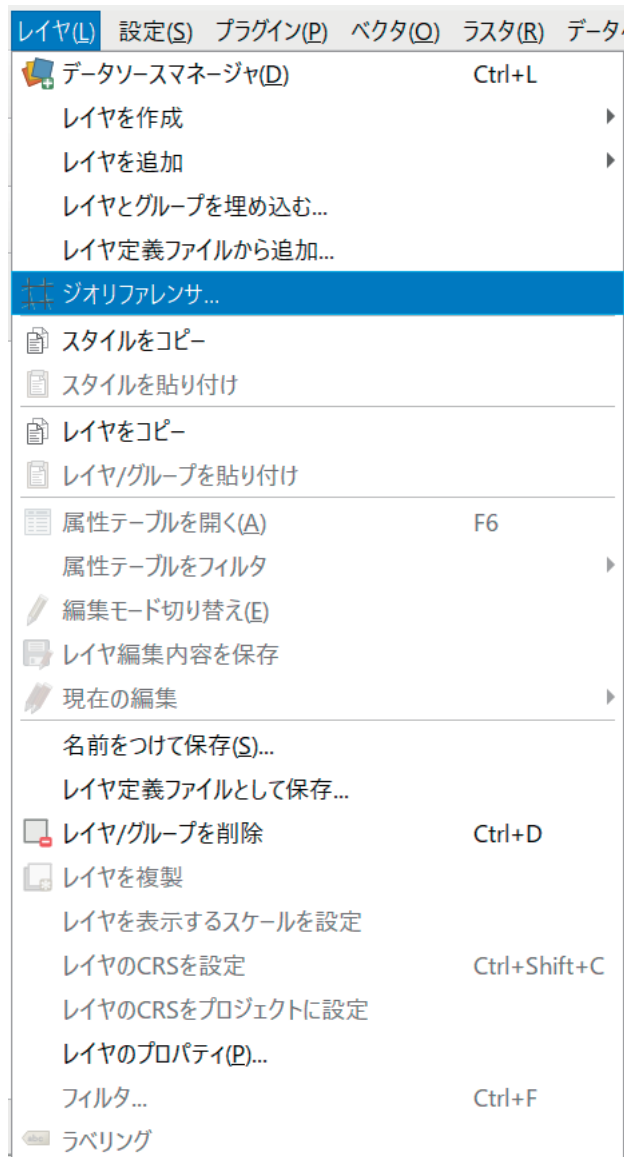 レイヤ(L) 設定(S) プラグイン(P) ベクタ(O) ラスタ(R) データ
データソースマネージャ(D) Ctrl+L
レイヤを作成
レイヤを追加
レイヤとグループを埋め込む...
レイヤ定義ファイルから追加...
ジオリファレンサ...
スタイルをコピー
スタイルを貼り付け
レイヤをコピー
レイヤ/グループを貼り付け
属性テーブルを開く(A) F6
属性テーブルをフィルタ
編集モード切り替え(E)
レイヤ編集内容を保存
現在の編集
名前をつけて保存(S)...
レイヤ定義ファイルとして保存...
レイヤ/グループを削除 Ctrl+D
レイヤを複製
レイヤを表示するスケールを設定
レイヤのCRSを設定 Ctrl+Shift+C
レイヤのCRSをプロジェクトに設定
レイヤのプロパティ(P)...
フィルタ... Ctrl+F
abc ラベリング